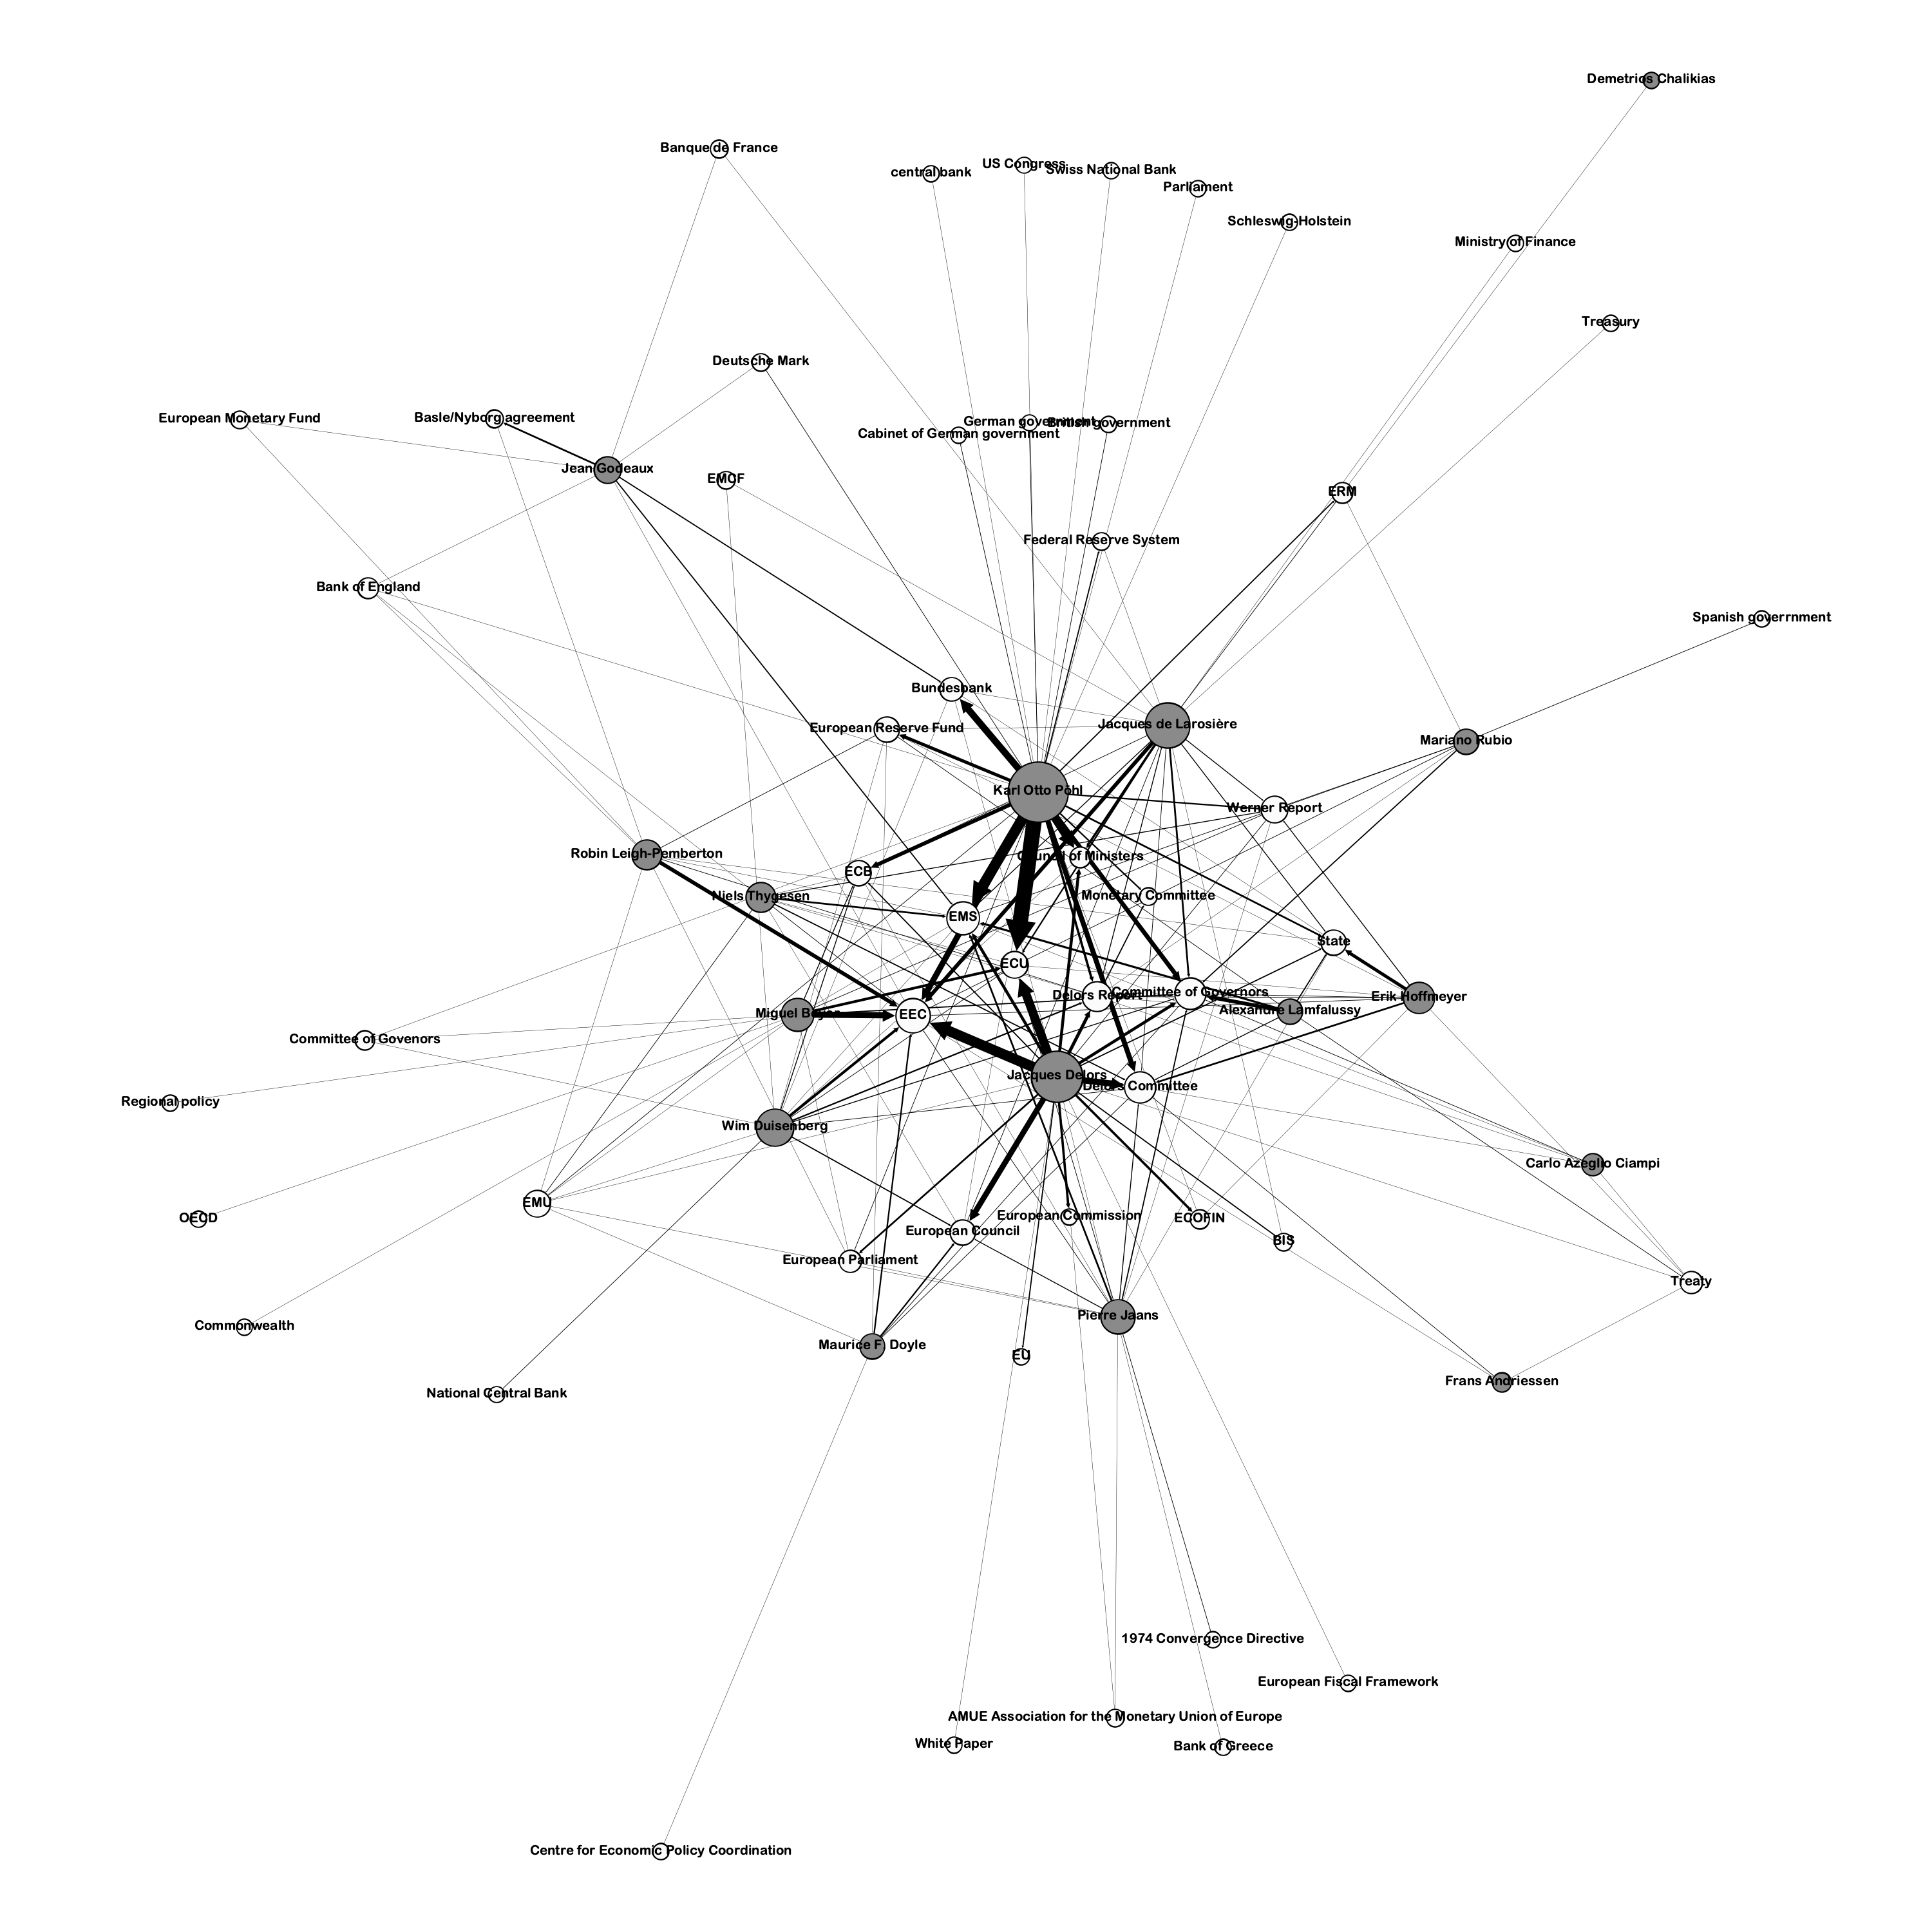 Demetrios Chalikias
Banque de France
US Congress
Swiss National Bank
central bank
Parliament
Schleswig-Holstein
Ministry of Finance
Treasury
Deutsche Mark
European Monetary Fund
Basle/Nyborg agreement
German government
British government
Cabinet of German government
Jean Godeaux
EMCF
ERM
Federal Reserve System
Bank of England
Spanish goverrnment
Bundesbank
Jacques de Larosière
European Reserve Fund
Mariano Rubio
Karl Otto Pöhl
Werner Report
Robin Leigh-Pemberton
Council of Ministers
ECB
Niels Thygesen
Monetary Committee
EMS
State
ECU
Delors Report
Committee of Governors
Erik Hoffmeyer
Miguel Boyer
EEC
Alexandre Lamfalussy
Committee of Govenors
Jacques Delors
Delors Committee
Regional policy
Wim Duisenberg
Carlo Azeglio Ciampi
EMU
OECD
European Commission
ECOFIN
European Council
BIS
European Parliament
Treaty
Pierre Jaans
Commonwealth
Maurice F. Doyle
EU
Frans Andriessen
National Central Bank
1974 Convergence Directive
European Fiscal Framework
AMUE Association for the Monetary Union of Europe
White Paper
Bank of Greece
Centre for Economic Policy Coordination